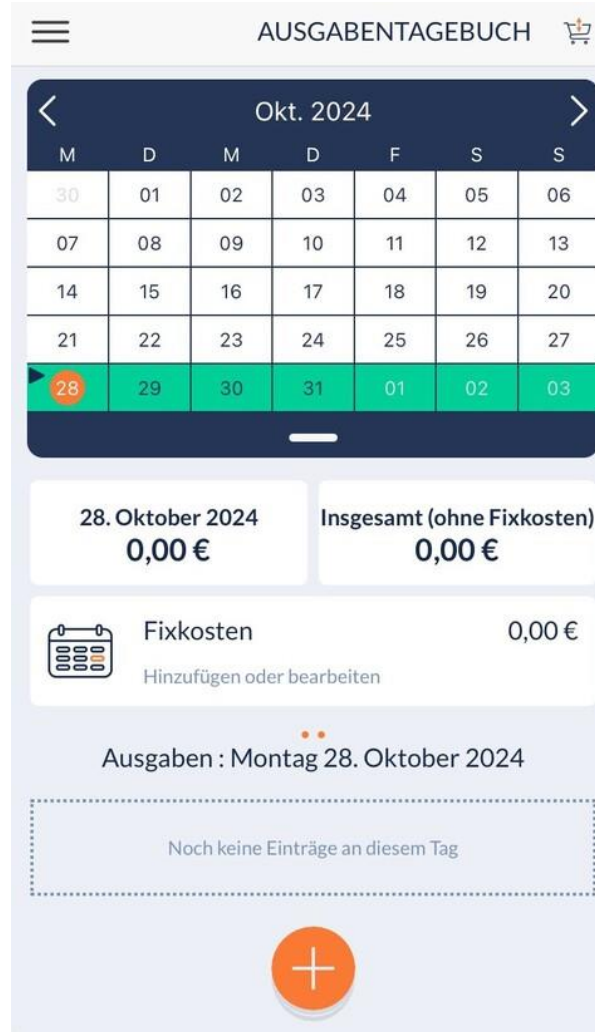 AUSGABENTAGEBUCH
Okt. 2024
M D M D F S S
30 01 02 03 04 05 06
07 08 09 10 11 12 13
14 15 16 17 18 19 20
21 22 23 24 25 26 27
28 29 30 31 01 02 03
28. Oktober 2024
0,00 €
Insgesamt (ohne Fixkosten)
0,00 €
Fixkosten 0,00 €
Hinzufügen oder bearbeiten
Ausgaben : Montag 28. Oktober 2024
Noch keine Einträge an diesem Tag